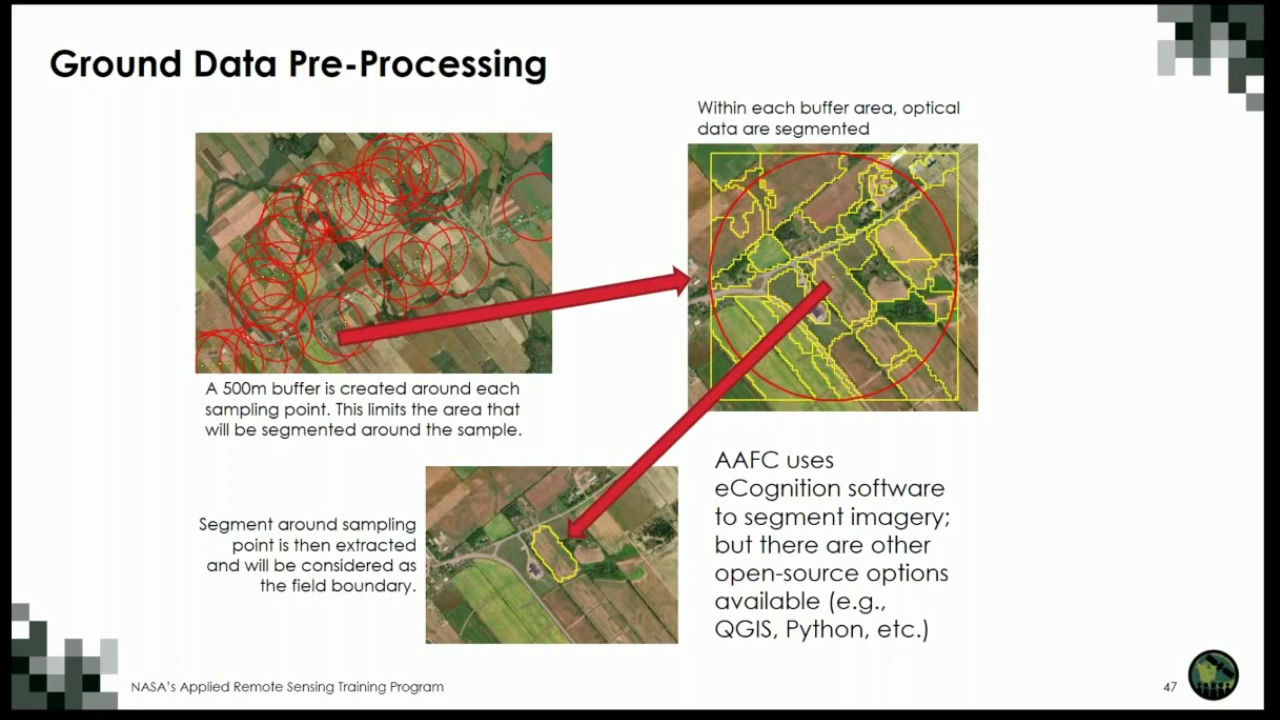 Ground Data Pre-Processing
Within each buffer area, optical
data are segmented
A 500m buffer is created around each
sampling point. This limits the area that
will be segmented around the sample.
Segment around sampling
point is then extracted
and will be considered as
the field boundary.
AAFC uses
eCognition software
to segment imagery;
but there are other
open-source options
available (e.g.,
QGIS, Python, etc.)
NASA's Applied Remote Sensing Training Program
47